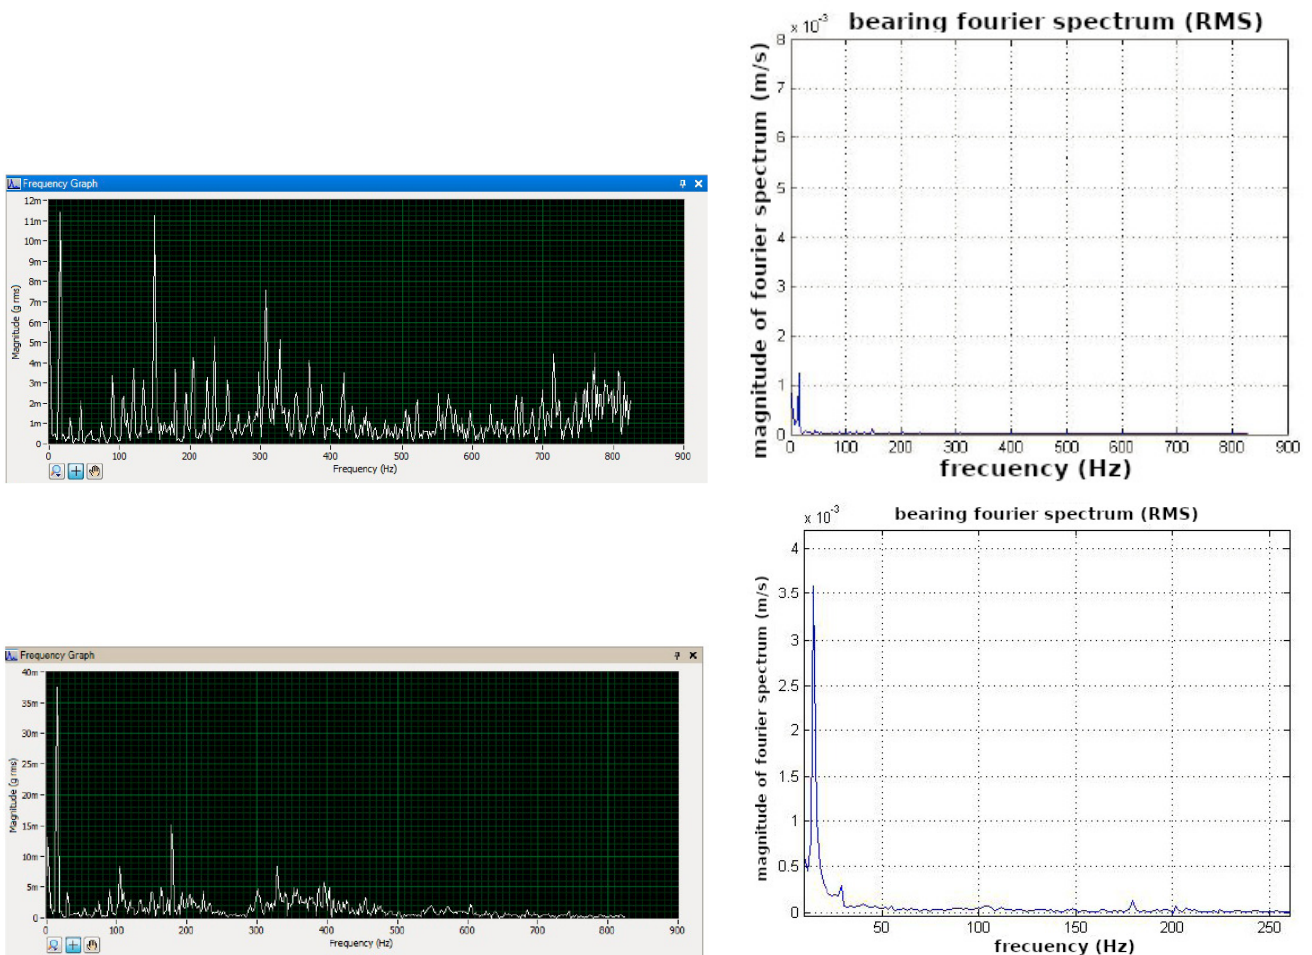 bearing fourier spectrum (RMS)
x 10-3
magnitude of fourier spectrum (m/s)
8
7
6
5
4
3
2
1
0
0 100 200 300 400 500 600 700 800 900
frecuency (Hz)
Frequency Graph
Magnitude (g rms)
12m
11m
10m
9m
8m
7m
6m
5m
4m
3m
2m
1m
0
0 100 200 300 400 500 600 700 800 900
Frequency (Hz)
bearing fourier spectrum (RMS)
x 10-3
magnitude of fourier spectrum (m/s)
4
3.5
3
2.5
2
1.5
1
0.5
0
50 100 150 200 250
frecuency (Hz)
Frequency Graph
Magnitude (g rms)
40m
35m
30m
25m
20m
15m
10m
5m
0
0 100 200 300 400 500 600 700 800 900
Frequency (Hz)